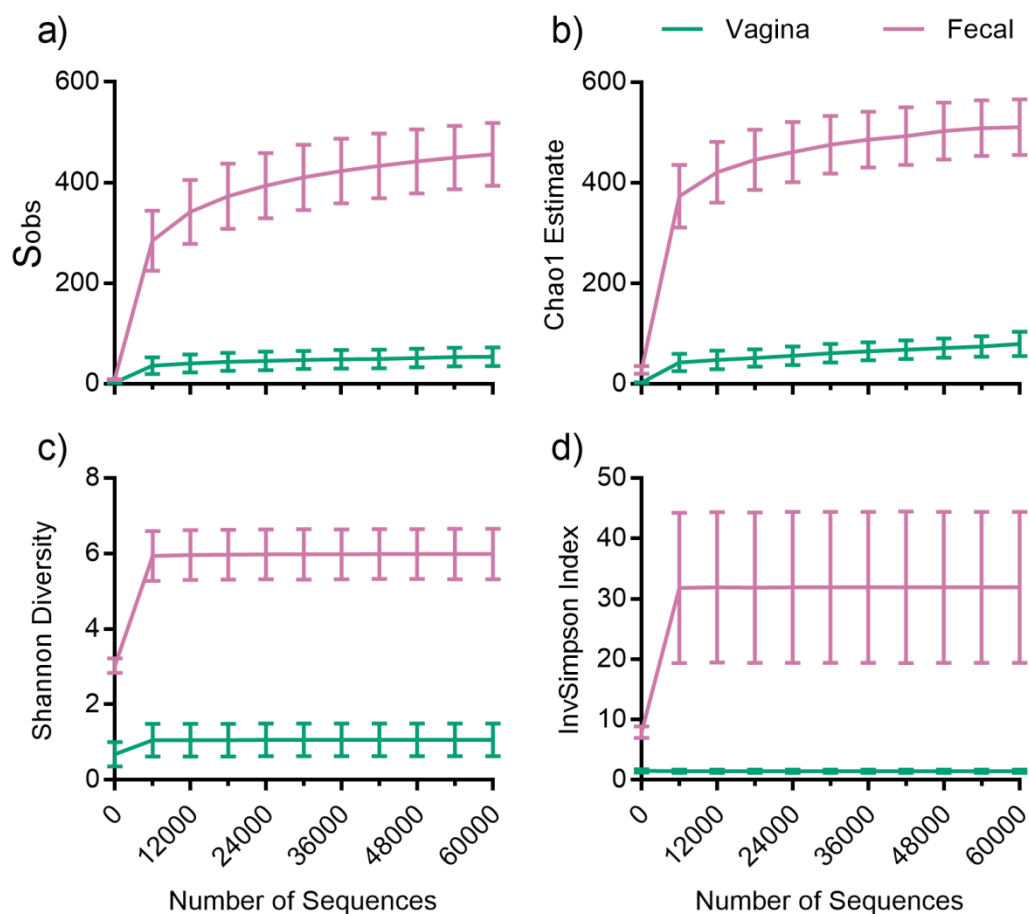 a)
b)
Vagina
Fecal
600
400
200
0
Sobs
600
400
200
0
Chao1 Estimate
c)
d)
8
6
4
2
0
Shannon Diversity
50
40
30
20
10
0
InvSimpson Index
0
12000
24000
36000
48000
60000
0
12000
24000
36000
48000
60000
Number of Sequences
Number of Sequences